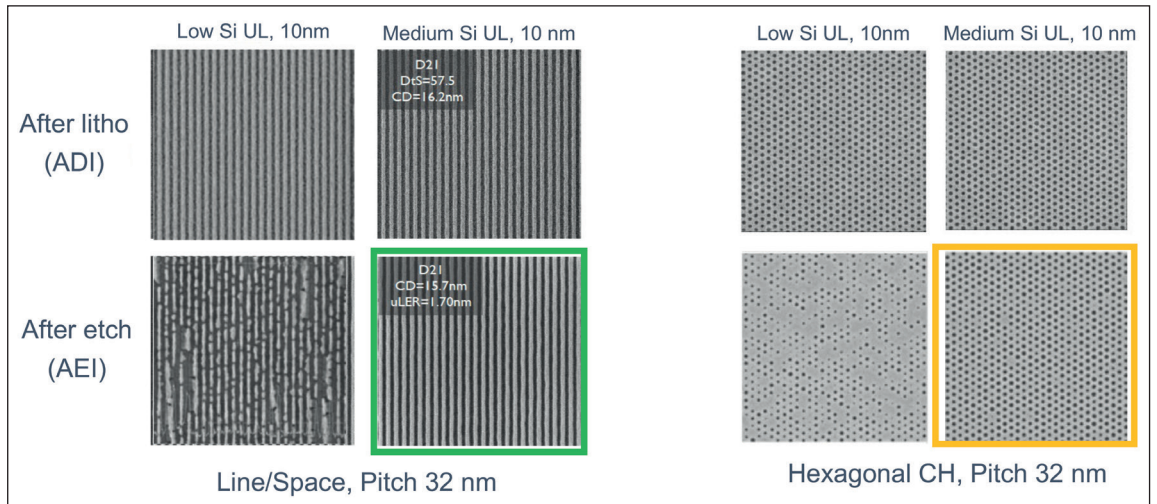 Low Si UL, 10nm
Medium Si UL, 10 nm
Low Si UL, 10nm
Medium Si UL, 10 nm
After litho
(ADI)
D21
DtS=57.5
CD=16.2nm
After etch
(AEI)
D21
CD=15.7nm
uLER=1.70nm
Line/Space, Pitch 32 nm
Hexagonal CH, Pitch 32 nm